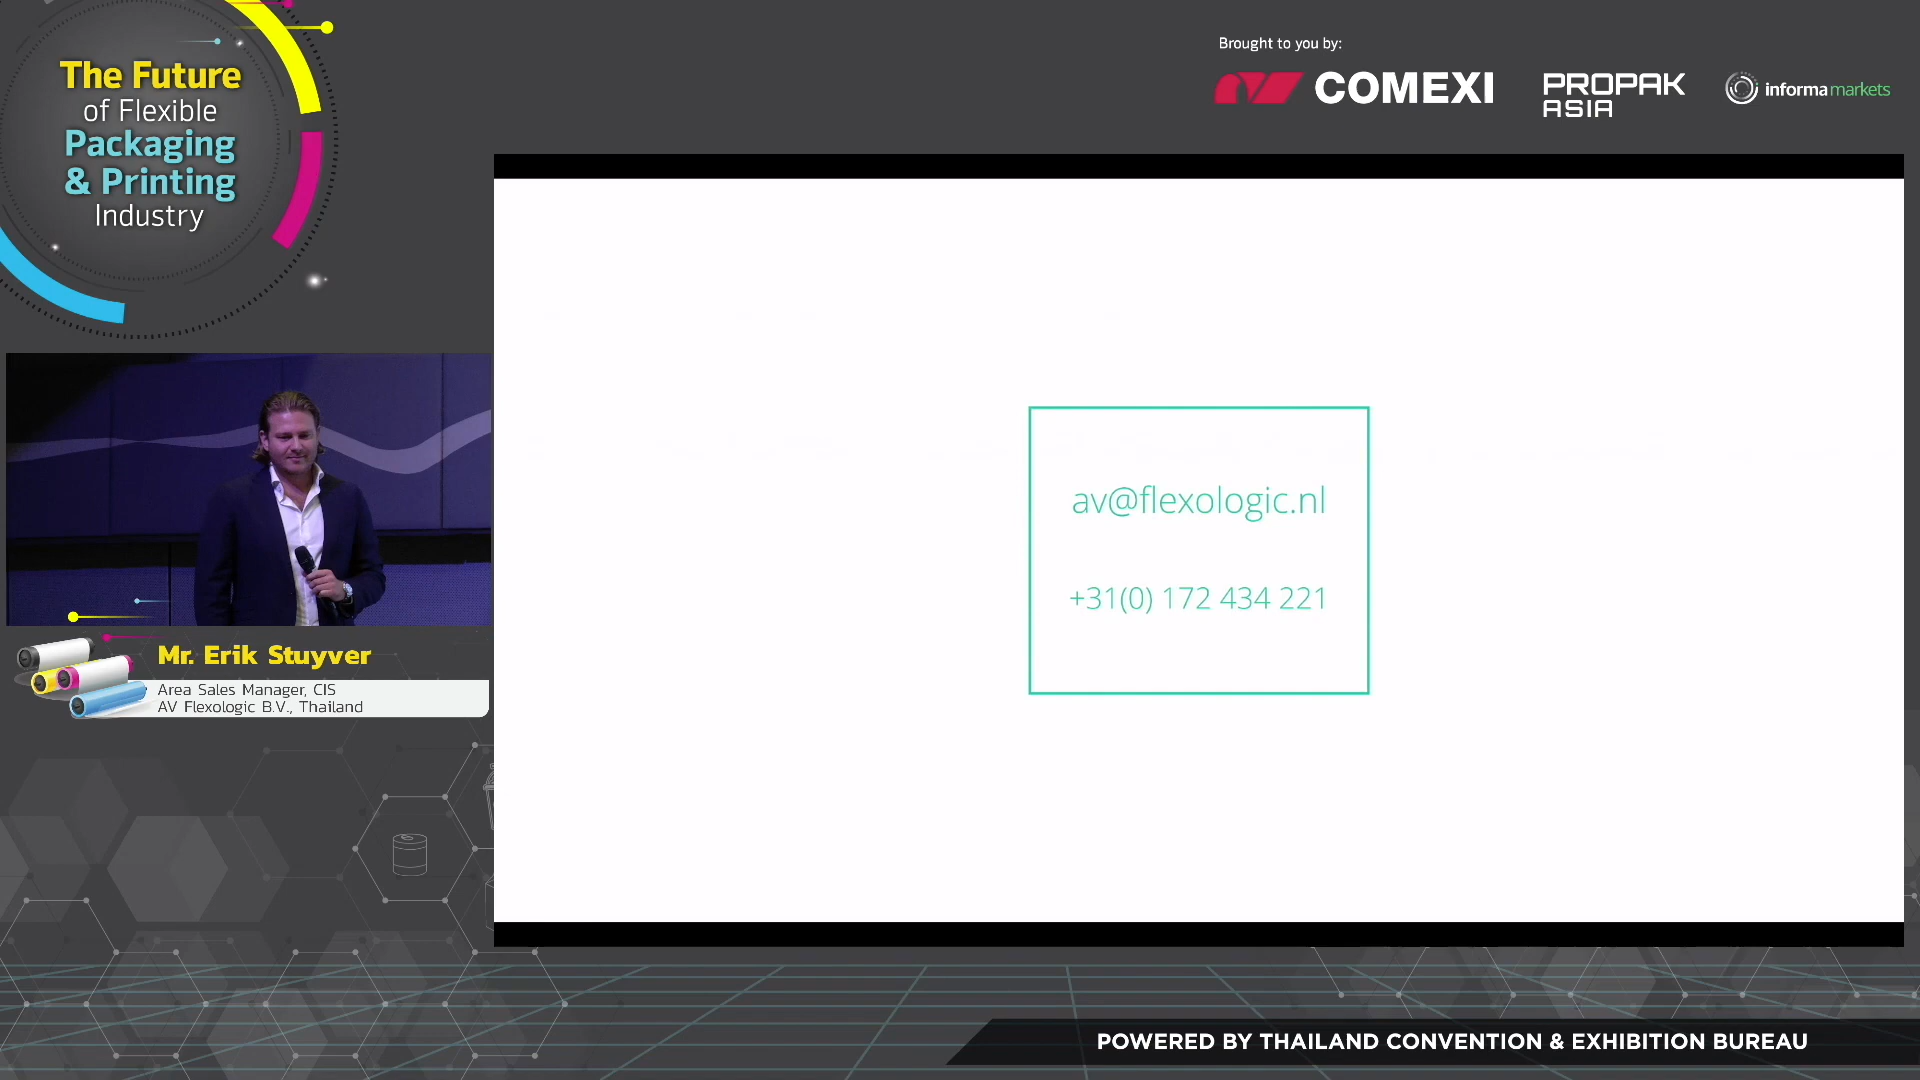 The Future
of Flexible
Packaging
& Printing
Industry
Brought to you by:
COMEXI
PROPAK
ASIA
informa markets
av@flexologic.nl
+31(0) 172 434 221
Mr. Erik Stuyver
Area Sales Manager, CIS
AV Flexologic B.V., Thailand
POWERED BY THAILAND CONVENTION & EXHIBITION BUREAU